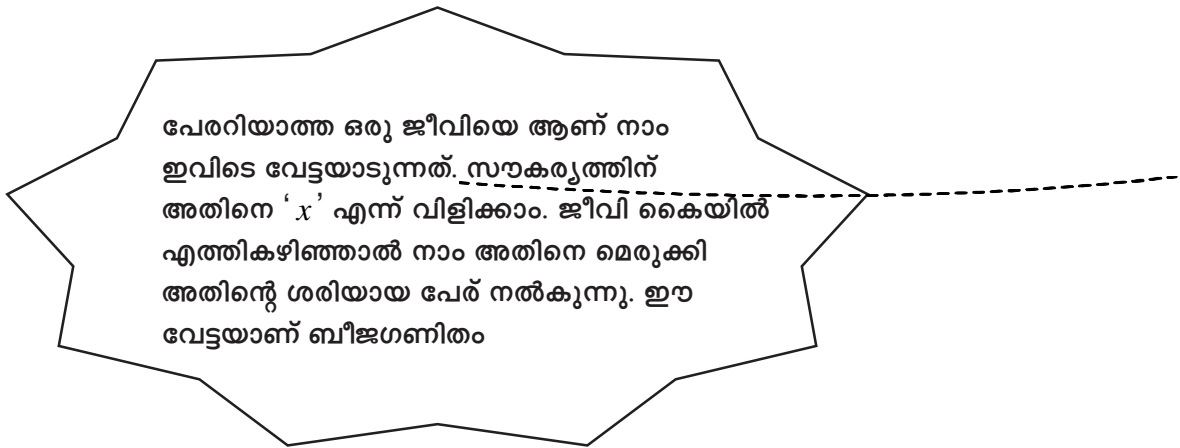 പേരറിയാത്ത ഒരു ജീവിയെ ആണ് നാം
ഇവിടെ വേട്ടയാടുന്നത്. സൗകര്യത്തിന്
അതിനെ ‘x’ എന്ന് വിളിക്കാം. ജീവി കൈയിൽ
എത്തികഴിഞ്ഞാൽ നാം അതിനെ മെരുക്കി
അതിന്റെ ശരിയായ പേര് നൽകുന്നു. ഈ
വേട്ടയാണ് ബീജഗണിതം